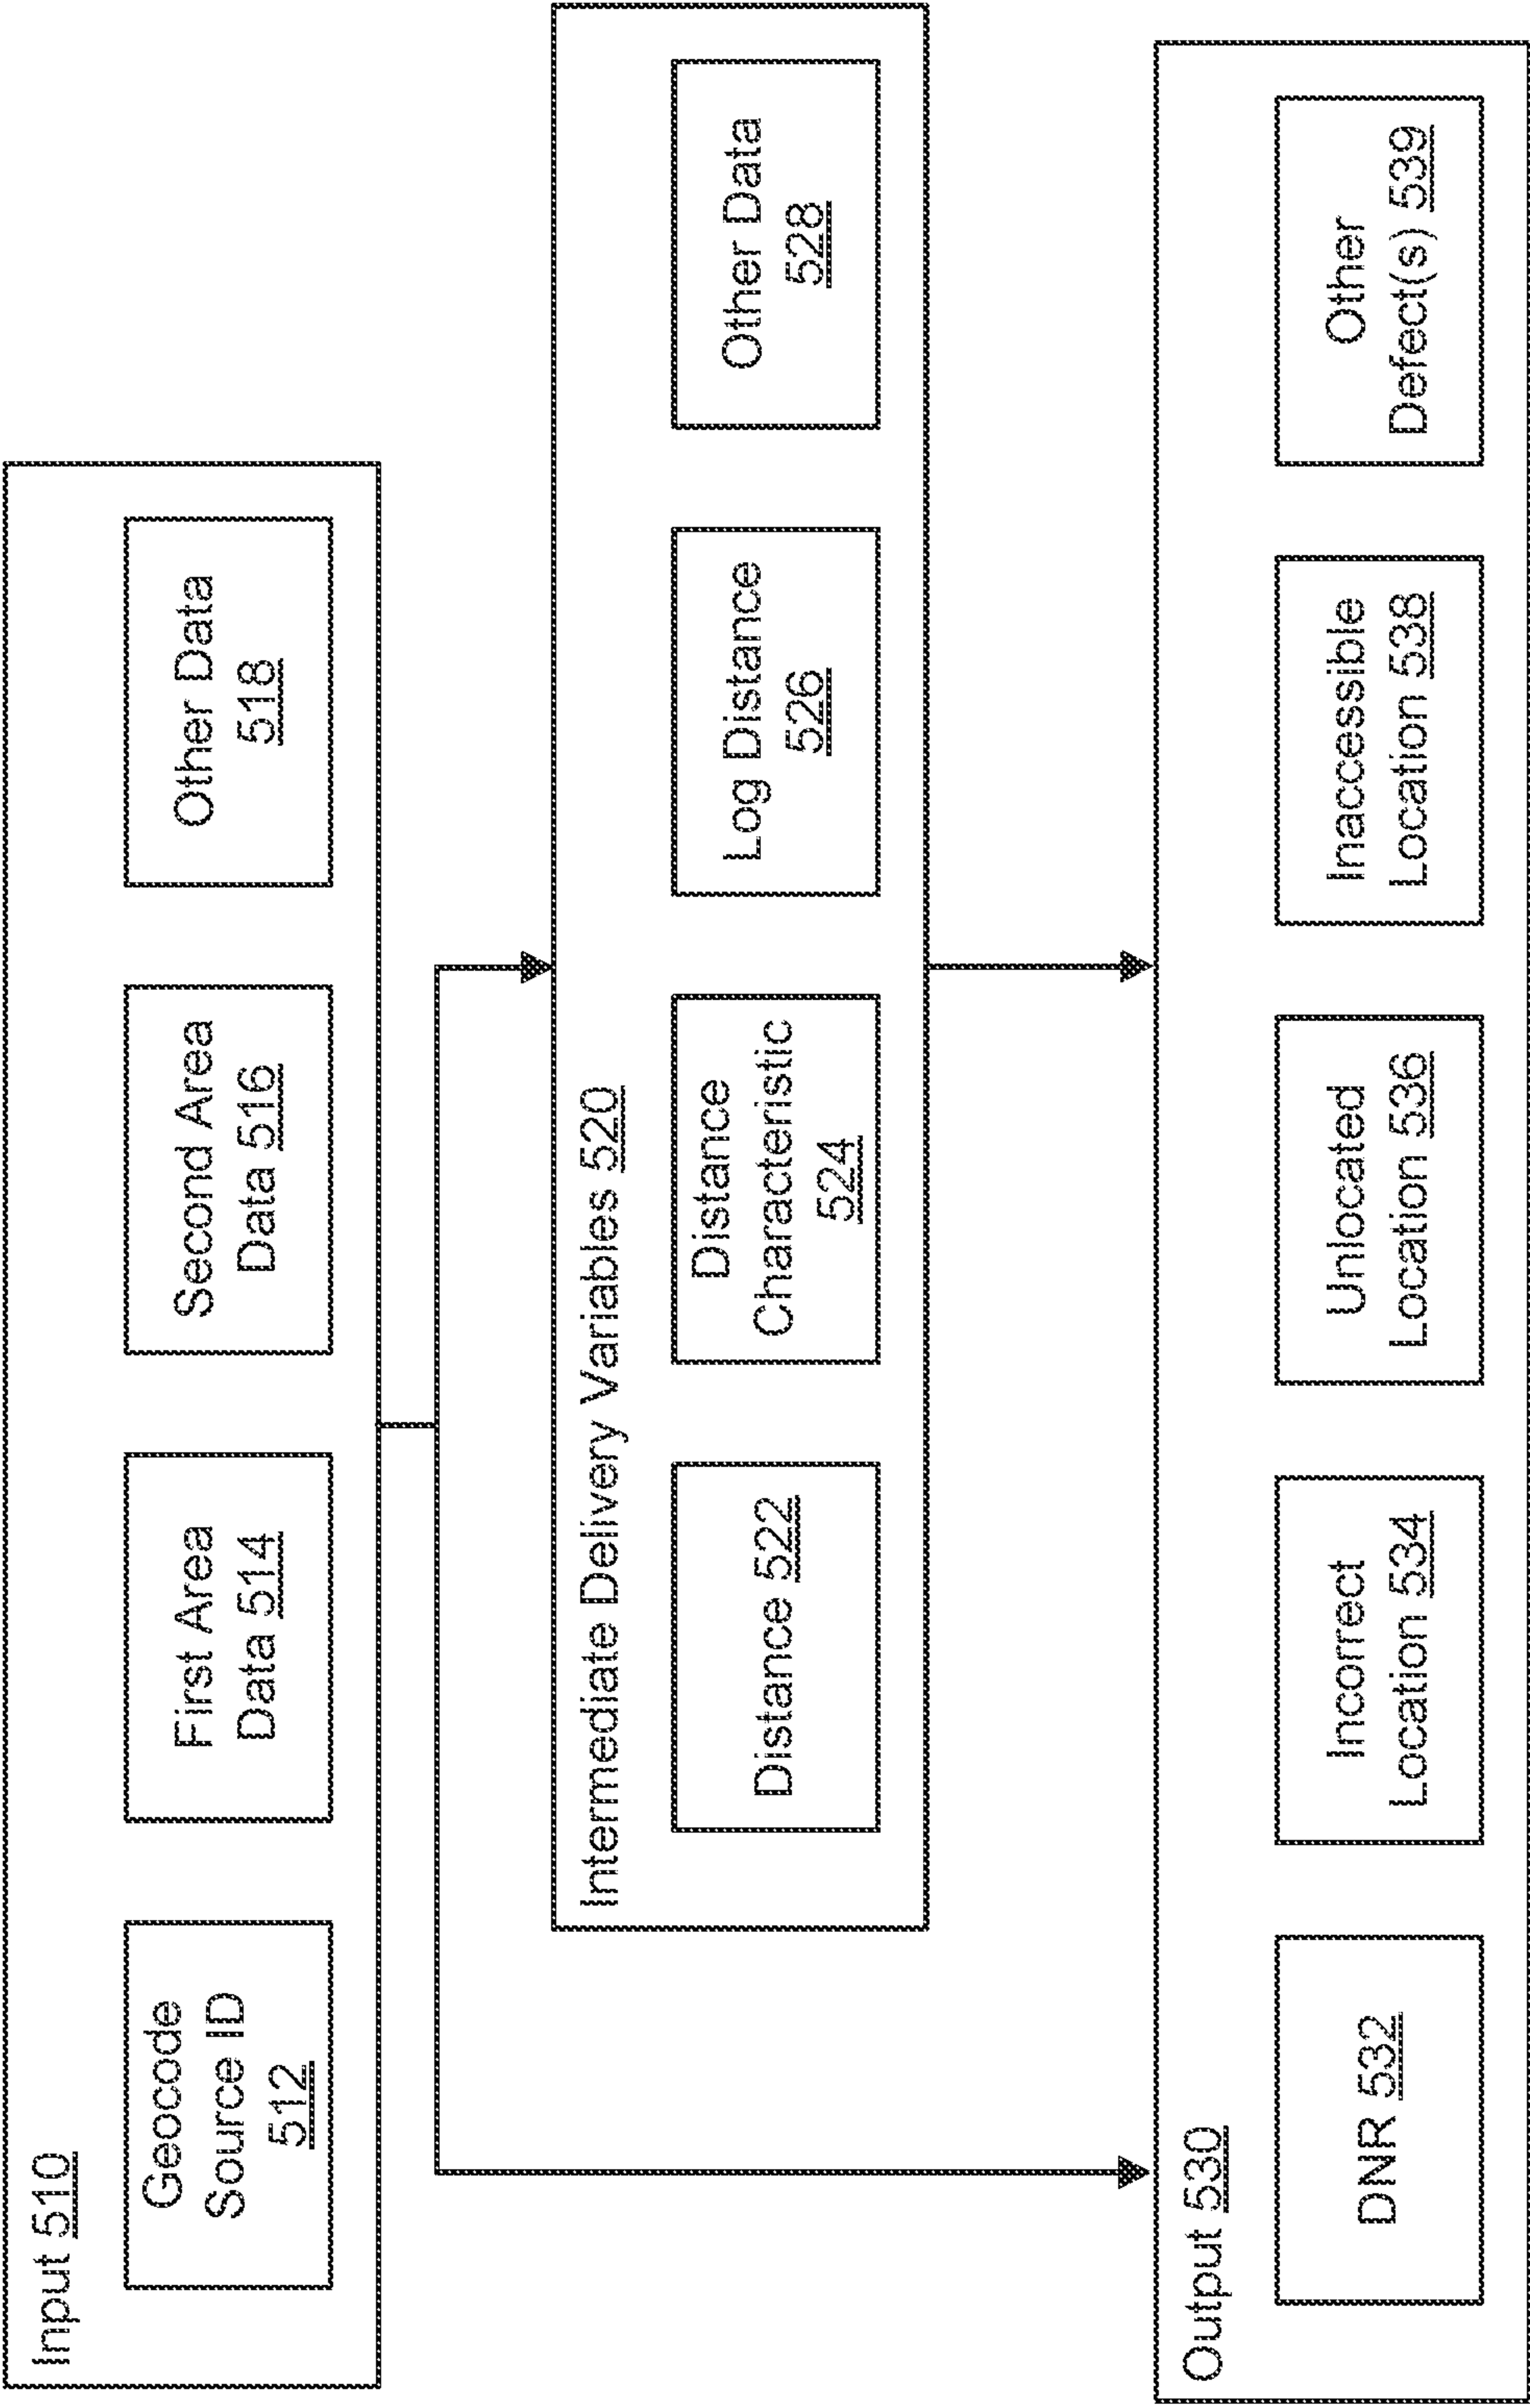 Input 510
Geocode
Source ID
512
First Area
Data 514
Second Area
Data 516
Other Data
518
Intermediate Delivery Variables 520
Distance 522
Distance
Characteristic
524
Log Distance
526
Other Data
528
Output 530
DNR 532
Incorrect
Location 534
Unlocated
Location 536
Inaccessible
Location 538
Other
Defect(s) 539